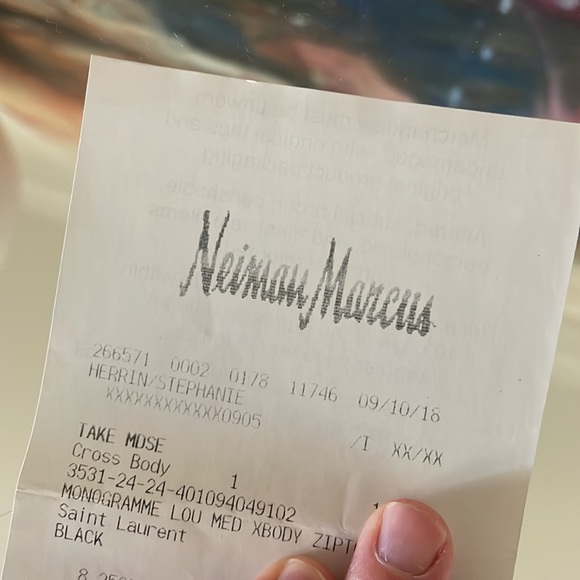 Neiman Marcus
266571 0002 0178 11746 09/10/18
HERRIN/STEPHANIE
XXXXXXXXXXXX0905 /I XX/XX
TAKE MDSE
Cross Body 1
3531-24-24-401094049102
MONOGRAMME LOU MED XBODY ZIPT
Saint Laurent
BLACK